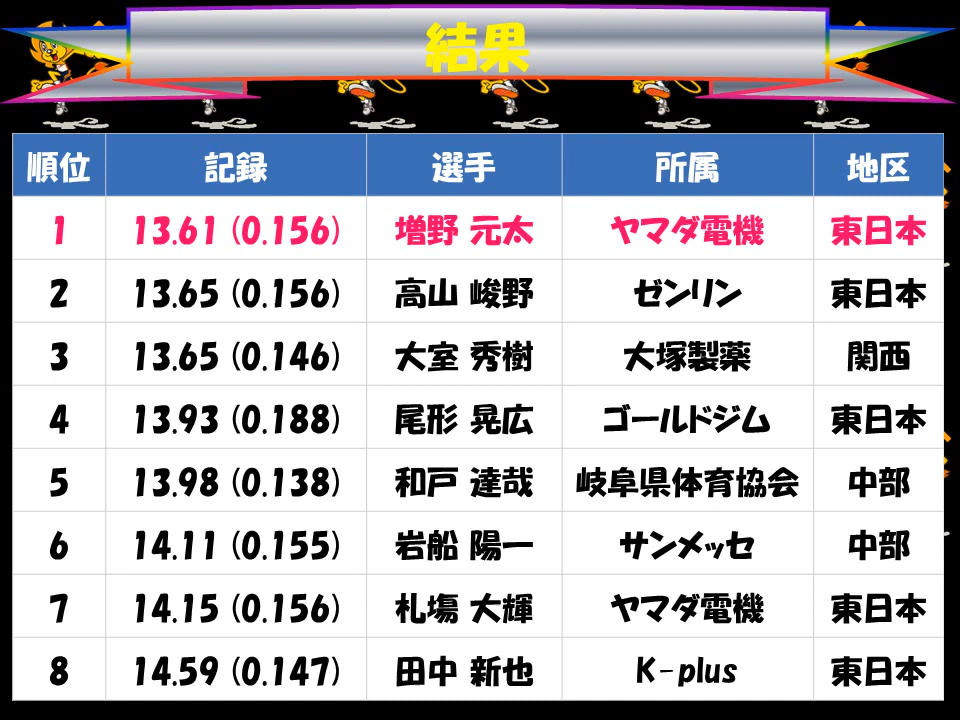 結果
順位 記録 選手 所属 地区
1 13.61 (0.156) 増野 元太 ヤマダ電機 東日本
2 13.65 (0.156) 高山 峻野 ゼンリン 東日本
3 13.65 (0.146) 大室 秀樹 大塚製薬 関西
4 13.93 (0.188) 尾形 晃広 ゴールドジム 東日本
5 13.98 (0.138) 和戸 達哉 岐阜県体育協会 中部
6 14.11 (0.155) 岩船 陽一 サンメッセ 中部
7 14.15 (0.156) 札場 大輝 ヤマダ電機 東日本
8 14.59 (0.147) 田中 新也 K-plus 東日本